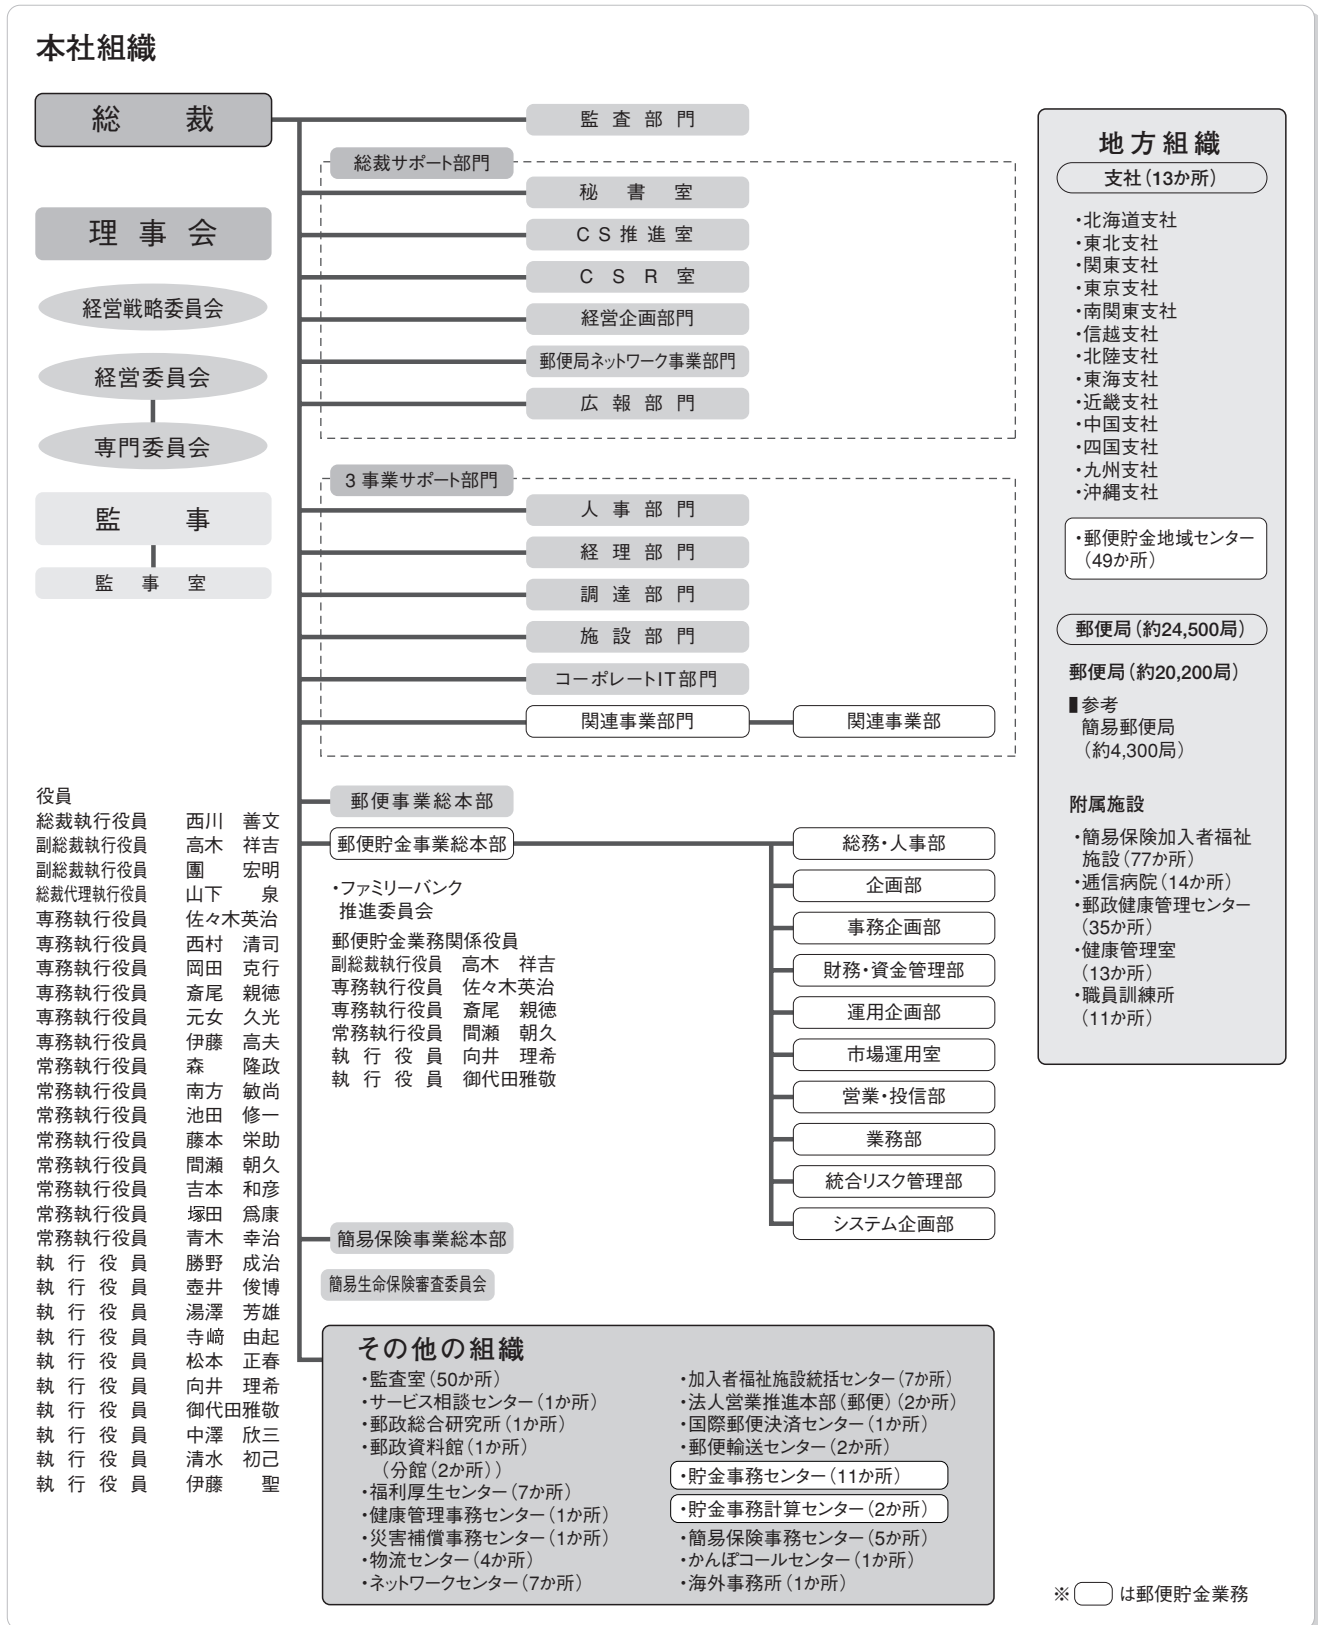 本社組織
総裁
理事会
経営戦略委員会
経営委員会
専門委員会
監事
監事室
監査部門
総裁サポート部門
秘書室
CS推進室
CSR室
経営企画部門
郵便局ネットワーク事業部門
広報部門
3事業サポート部門
人事部門
経理部門
調達部門
施設部門
コーポレートIT部門
関連事業部門
関連事業部
郵便事業総本部
郵便貯金事業総本部
・ファミリーバンク
推進委員会
郵便貯金業務関係役員
副総裁執行役員 高木 祥吉
専務執行役員 佐々木英治
専務執行役員 斎尾 親徳
常務執行役員 間瀬 朝久
執行役員 向井 理希
執行役員 御代田雅敬
総務・人事部
企画部
事務企画部
財務・資金管理部
運用企画部
市場運用室
営業・投信部
業務部
統合リスク管理部
システム企画部
簡易保険事業総本部
簡易生命保険審査委員会
役員
総裁執行役員 西川 善文
副総裁執行役員 高木 祥吉
副総裁執行役員 團 宏明
総裁代理執行役員 山下 泉
専務執行役員 佐々木英治
専務執行役員 西村 清司
専務執行役員 岡田 克行
専務執行役員 斎尾 親徳
専務執行役員 元女 久光
専務執行役員 伊藤 高夫
常務執行役員 森 隆政
常務執行役員 南方 敏尚
常務執行役員 池田 修一
常務執行役員 藤本 栄助
常務執行役員 間瀬 朝久
常務執行役員 吉本 和彦
常務執行役員 塚田 爲康
常務執行役員 青木 幸治
執行役員 勝野 成治
執行役員 壺井 俊博
執行役員 湯澤 芳雄
執行役員 寺﨑 由起
執行役員 松本 正春
執行役員 向井 理希
執行役員 御代田雅敬
執行役員 中澤 欣三
執行役員 清水 初己
執行役員 伊藤 聖
その他の組織
・監査室(50か所)
・サービス相談センター(1か所)
・郵政総合研究所(1か所)
・郵政資料館(1か所)
(分館(2か所))
・福利厚生センター(7か所)
・健康管理事務センター(1か所)
・災害補償事務センター(1か所)
・物流センター(4か所)
・ネットワークセンター(7か所)
・加入者福祉施設統括センター(7か所)
・法人営業推進本部(郵便)(2か所)
・国際郵便決済センター(1か所)
・郵便輸送センター(2か所)
・貯金事務センター(11か所)
・貯金事務計算センター(2か所)
・簡易保険事務センター(5か所)
・かんぽコールセンター(1か所)
・海外事務所(1か所)
地方組織
支社(13か所)
・北海道支社
・東北支社
・関東支社
・東京支社
・南関東支社
・信越支社
・北陸支社
・東海支社
・近畿支社
・中国支社
・四国支社
・九州支社
・沖縄支社
・郵便貯金地域センター
(49か所)
郵便局(約24,500局)
郵便局(約20,200局)
▮参考
簡易郵便局
(約4,300局)
附属施設
・簡易保険加入者福祉
施設(77か所)
・逓信病院(14か所)
・郵政健康管理センター
(35か所)
・健康管理室
(13か所)
・職員訓練所
(11か所)
※ は郵便貯金業務